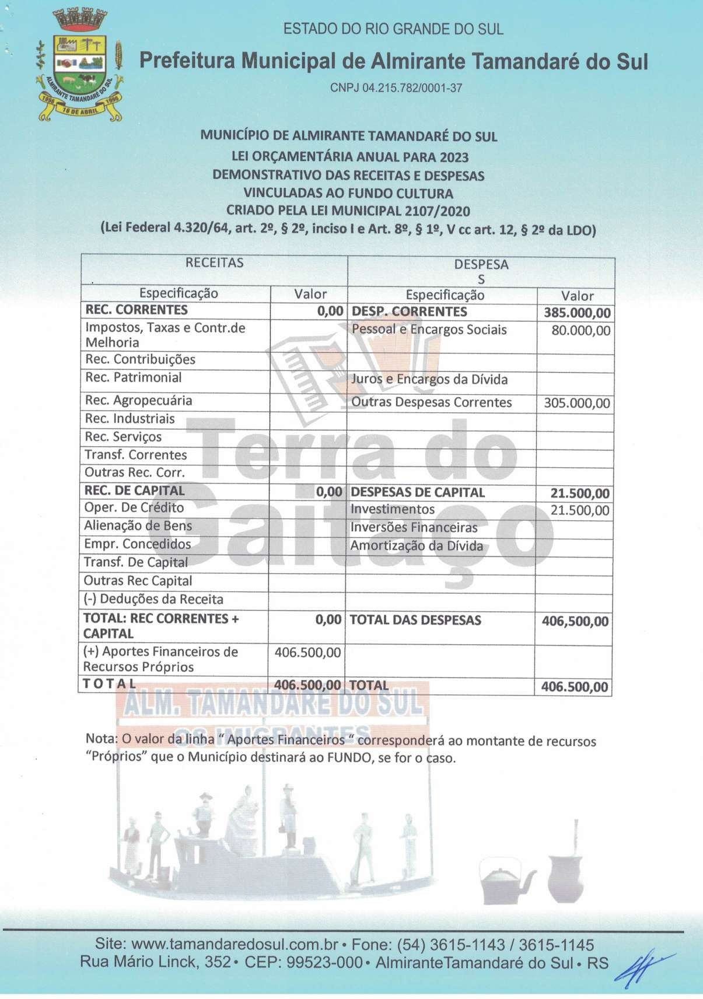 ESTADO DO RIO GRANDE DO SUL
Prefeitura Municipal de Almirante Tamandaré do Sul
CNPJ 04.215.782/0001-37
ALMIRANTE TAMANDARÉ DO SUL
1996 16 DE ABRIL 1996
MUNICÍPIO DE ALMIRANTE TAMANDARÉ DO SUL
LEI ORÇAMENTÁRIA ANUAL PARA 2023
DEMONSTRATIVO DAS RECEITAS E DESPESAS
VINCULADAS AO FUNDO CULTURA
CRIADO PELA LEI MUNICIPAL 2107/2020
(Lei Federal 4.320/64, art. 2º, § 2º, inciso I e Art. 8º, § 1º, V cc art. 12, § 2º da LDO)
RECEITAS DESPESA
S
Especificação Valor Especificação Valor
REC. CORRENTES 0,00 DESP. CORRENTES 385.000,00
Impostos, Taxas e Contr.de Pessoal e Encargos Sociais 80.000,00
Melhoria
Rec. Contribuições
Rec. Patrimonial Juros e Encargos da Dívida
Rec. Agropecuária Outras Despesas Correntes 305.000,00
Rec. Industriais
Rec. Serviços
Transf. Correntes
Outras Rec. Corr.
REC. DE CAPITAL 0,00 DESPESAS DE CAPITAL 21.500,00
Oper. De Crédito Investimentos 21.500,00
Alienação de Bens Inversões Financeiras
Empr. Concedidos Amortização da Dívida
Transf. De Capital
Outras Rec Capital
(-) Deduções da Receita
TOTAL: REC CORRENTES + 0,00 TOTAL DAS DESPESAS 406,500,00
CAPITAL
(+) Aportes Financeiros de 406.500,00
Recursos Próprios
T O T A L 406.500,00 TOTAL 406.500,00
Terra do
Gaitaço
ALM. TAMANDARÉ DO SUL
OS IMIGRANTES
Nota: O valor da linha “ Aportes Financeiros “ corresponderá ao montante de recursos
“Próprios” que o Município destinará ao FUNDO, se for o caso.
Site: www.tamandaredosul.com.br • Fone: (54) 3615-1143 / 3615-1145
Rua Mário Linck, 352 • CEP: 99523-000 • AlmiranteTamandaré do Sul • RS